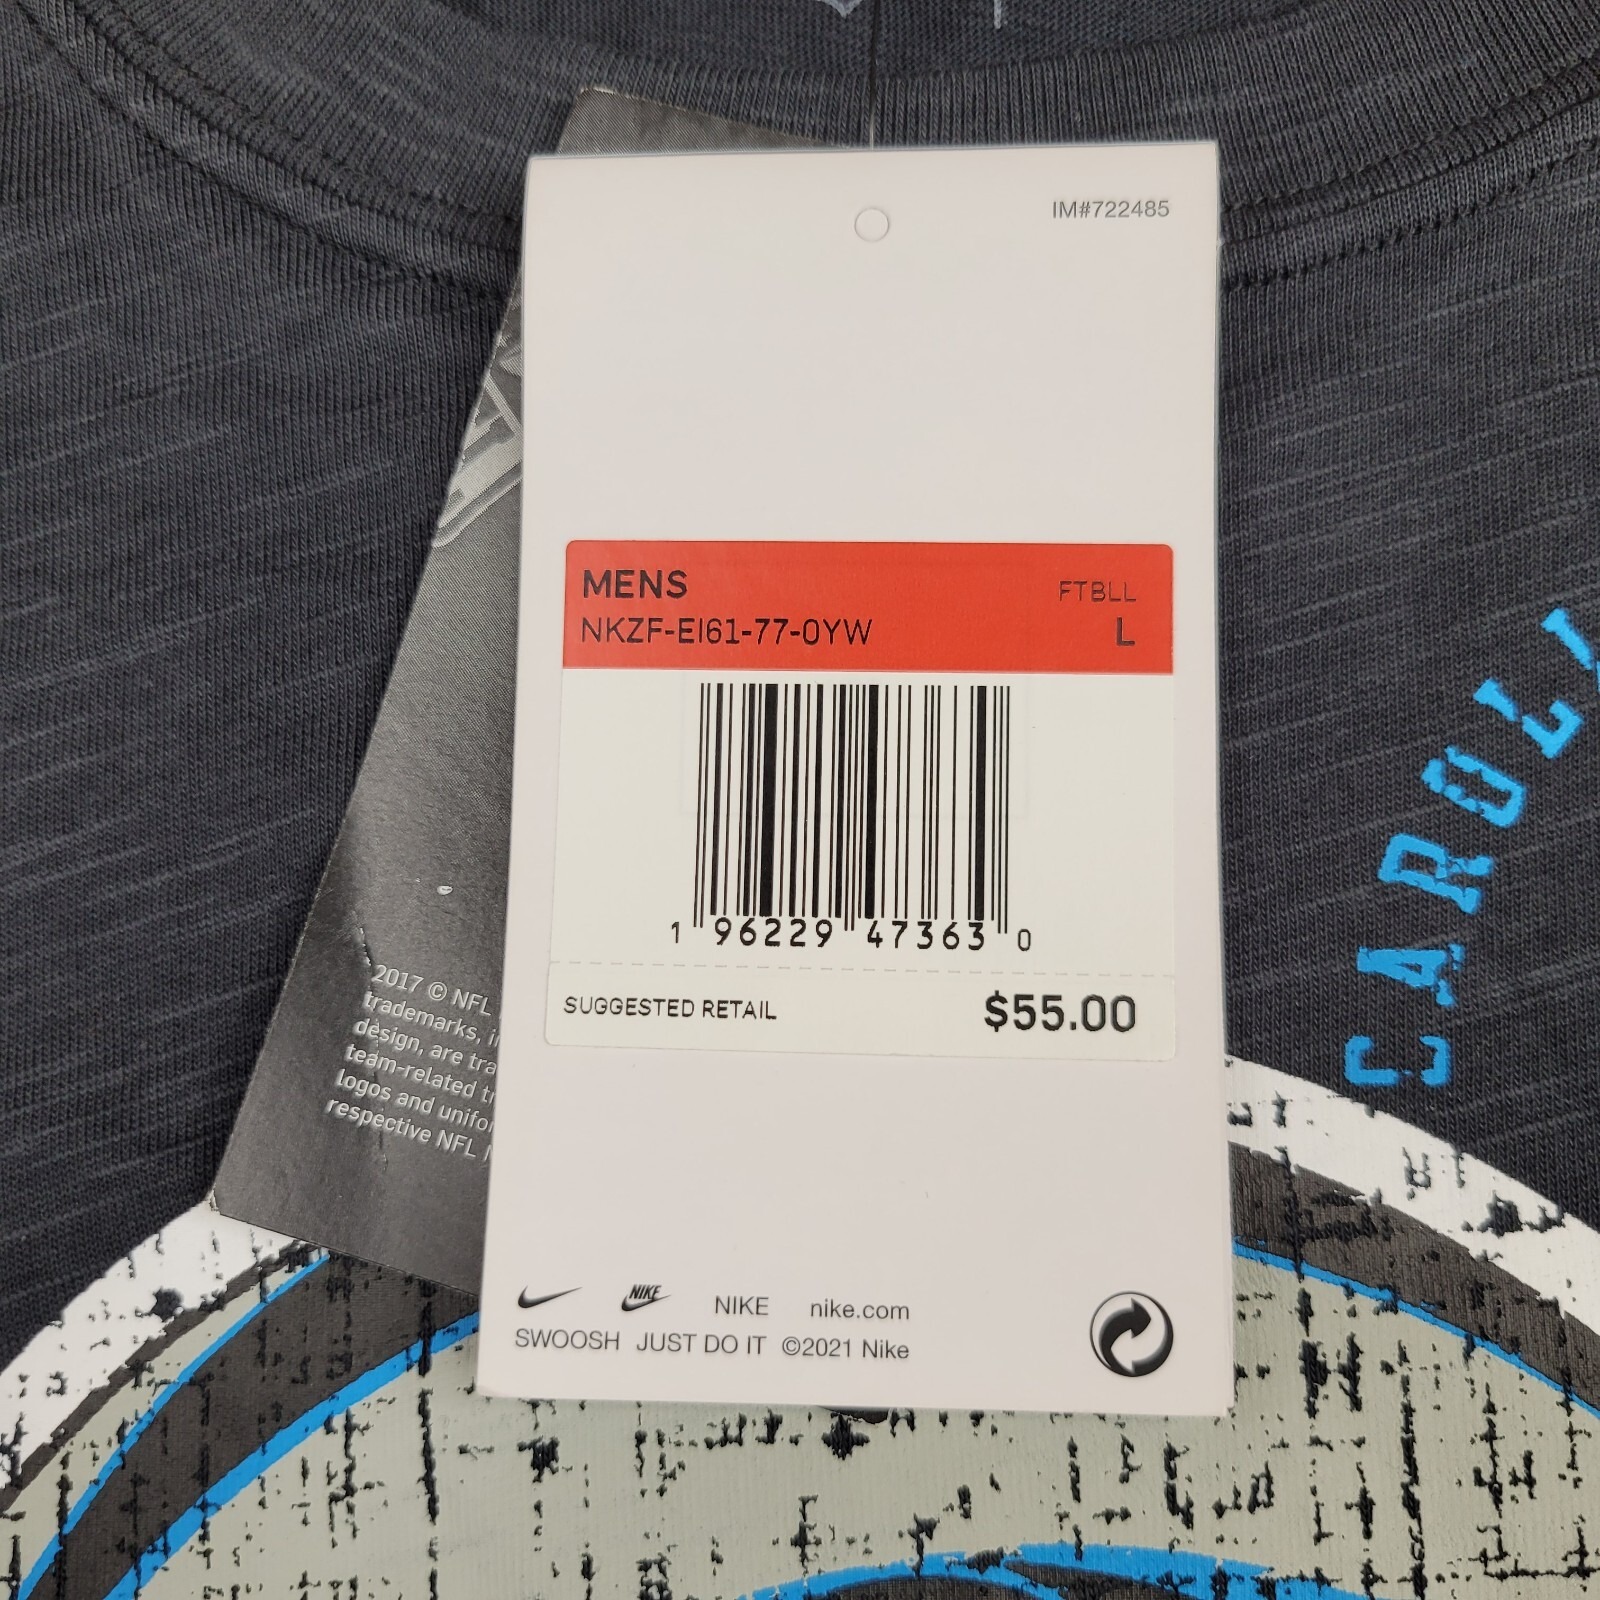 IM#722485
MENS FTBLL
NKZF-EI61-77-0YW L
1 96229 47363 0
SUGGESTED RETAIL $55.00
NIKE NIKE nike.com
SWOOSH JUST DO IT ©2021 Nike
2017 © NFL
trademarks,
design, are
team-related
logos and
respective NFL
CAROL